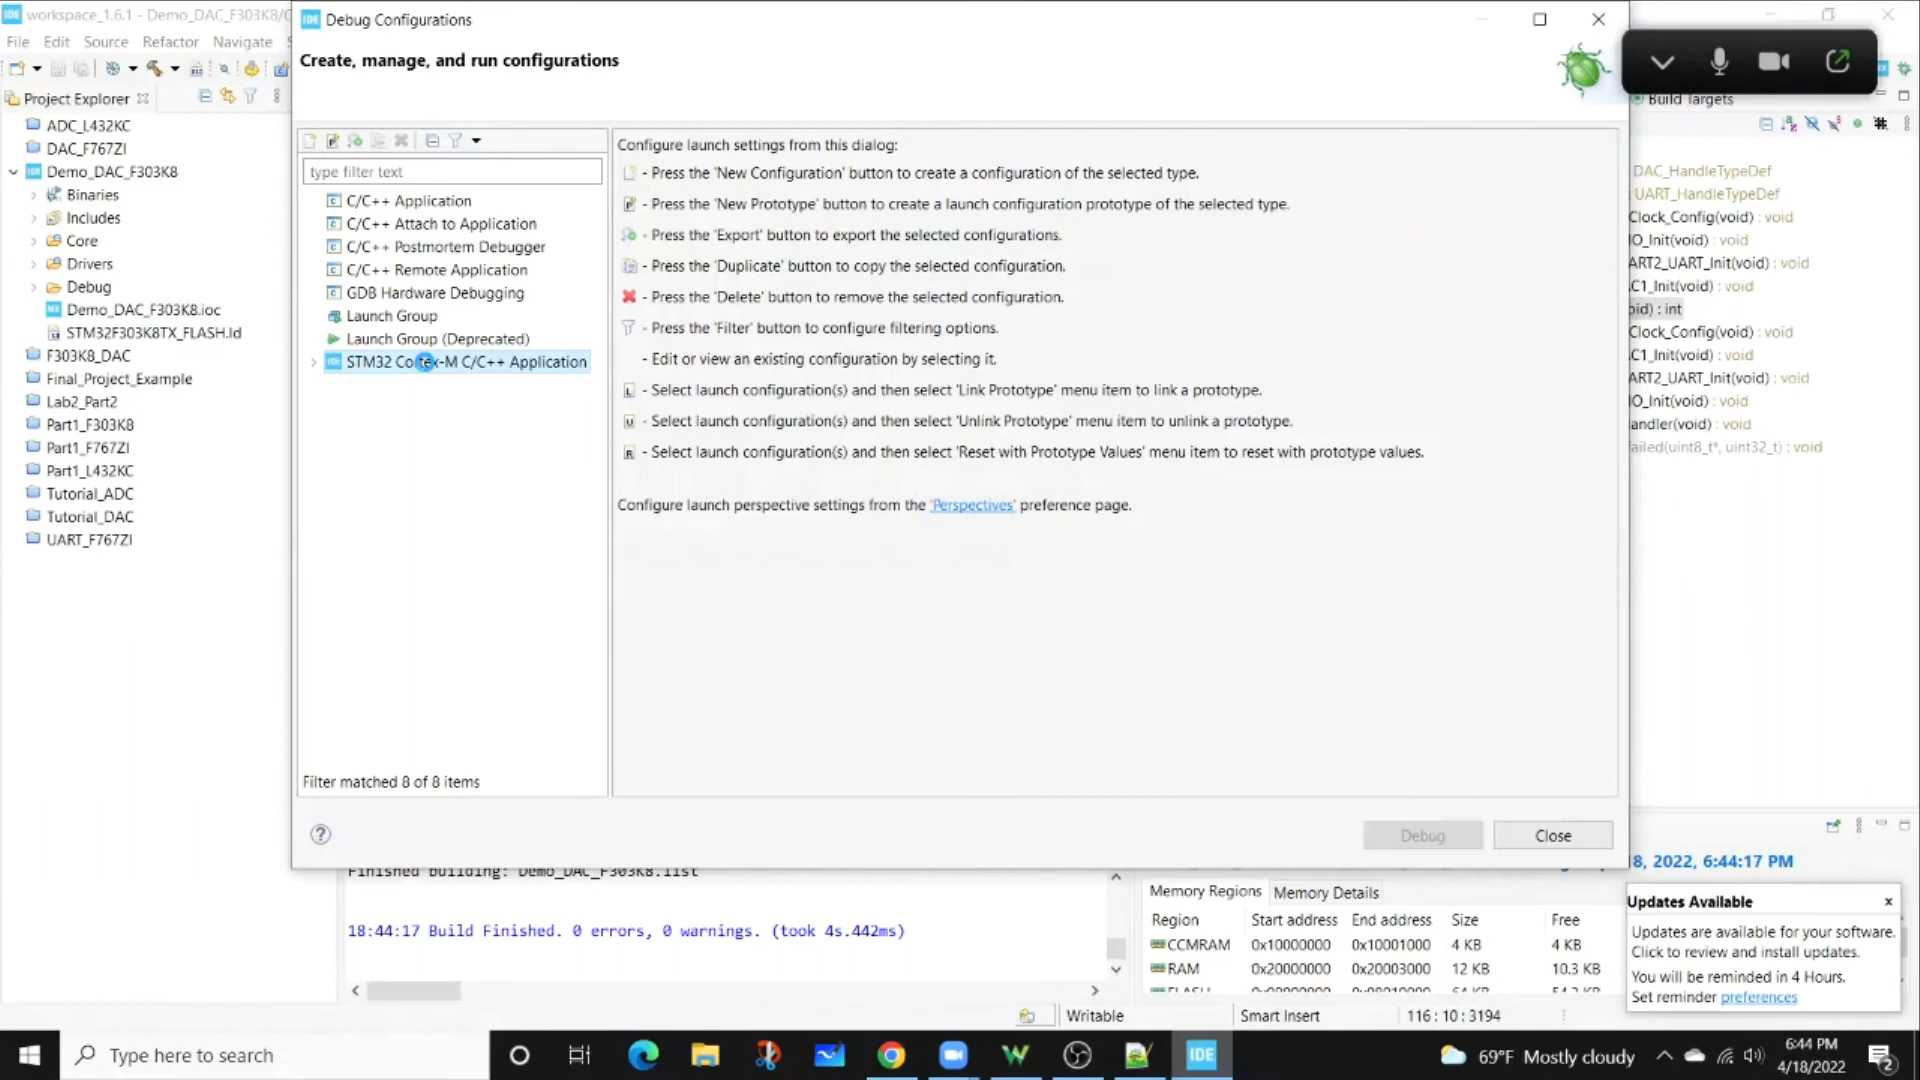 workspace_1.6.1 - Demo_DAC_F303K8/C
File Edit Source Refactor Navigate
Project Explorer
ADC_L432KC
DAC_F767ZI
Demo_DAC_F303K8
Binaries
Includes
Core
Drivers
Debug
Demo_DAC_F303K8.ioc
STM32F303K8TX_FLASH.ld
F303K8_DAC
Final_Project_Example
Lab2_Part2
Part1_F303K8
Part1_F767ZI
Part1_L432KC
Tutorial_ADC
Tutorial_DAC
UART_F767ZI
IDE Debug Configurations
Create, manage, and run configurations
type filter text
C/C++ Application
C/C++ Attach to Application
C/C++ Postmortem Debugger
C/C++ Remote Application
GDB Hardware Debugging
Launch Group
Launch Group (Deprecated)
STM32 Cortex-M C/C++ Application
Filter matched 8 of 8 items
Configure launch settings from this dialog:
- Press the 'New Configuration' button to create a configuration of the selected type.
- Press the 'New Prototype' button to create a launch configuration prototype of the selected type.
- Press the 'Export' button to export the selected configurations.
- Press the 'Duplicate' button to copy the selected configuration.
- Press the 'Delete' button to remove the selected configuration.
- Press the 'Filter' button to configure filtering options.
- Edit or view an existing configuration by selecting it.
- Select launch configuration(s) and then select 'Link Prototype' menu item to link a prototype.
- Select launch configuration(s) and then select 'Unlink Prototype' menu item to unlink a prototype.
- Select launch configuration(s) and then select 'Reset with Prototype Values' menu item to reset with prototype values.
Configure launch perspective settings from the 'Perspectives' preference page.
Debug Close
Build Targets
DAC_HandleTypeDef
UART_HandleTypeDef
Clock_Config(void) : void
IO_Init(void) : void
ART2_UART_Init(void) : void
C1_Init(void) : void
oid) : int
Clock_Config(void) : void
C1_Init(void) : void
ART2_UART_Init(void) : void
IO_Init(void) : void
andler(void) : void
failed(uint8_t*, uint32_t) : void
Finished building: Demo_DAC_F303K8.list
18:44:17 Build Finished. 0 errors, 0 warnings. (took 4s.442ms)
8, 2022, 6:44:17 PM
Memory Regions Memory Details
Region Start address End address Size Free
CCMRAM 0x10000000 0x10001000 4 KB 4 KB
RAM 0x20000000 0x20003000 12 KB 10.3 KB
Updates Available x
Updates are available for your software.
Click to review and install updates.
You will be reminded in 4 Hours.
Set reminder preferences
Writable Smart Insert 116 : 10 : 3194
Type here to search
IDE
69°F Mostly cloudy
6:44 PM
4/18/2022
2